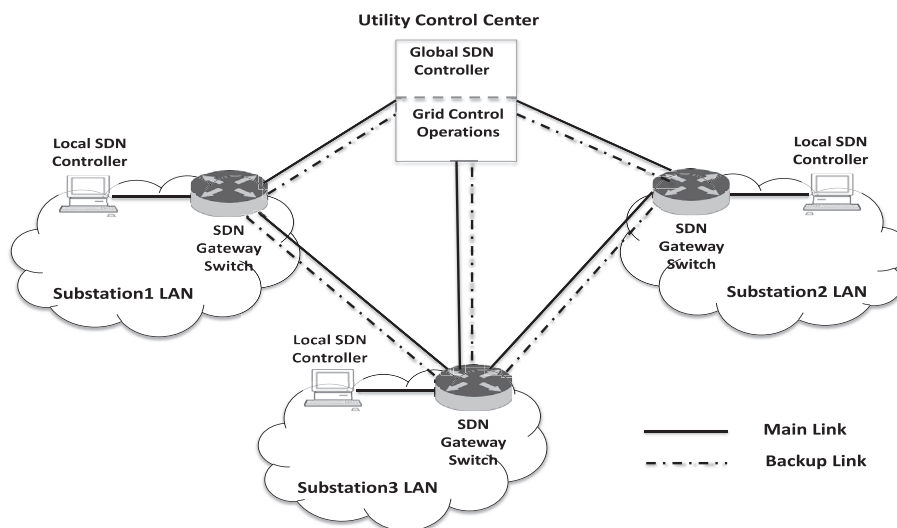 Utility Control Center
Global SDN
Controller
Grid Control
Operations
Local SDN
Controller
SDN
Gateway
Switch
Substation1 LAN
Local SDN
Controller
SDN
Gateway
Switch
Substation2 LAN
Local SDN
Controller
SDN
Gateway
Switch
Substation3 LAN
Main Link
Backup Link